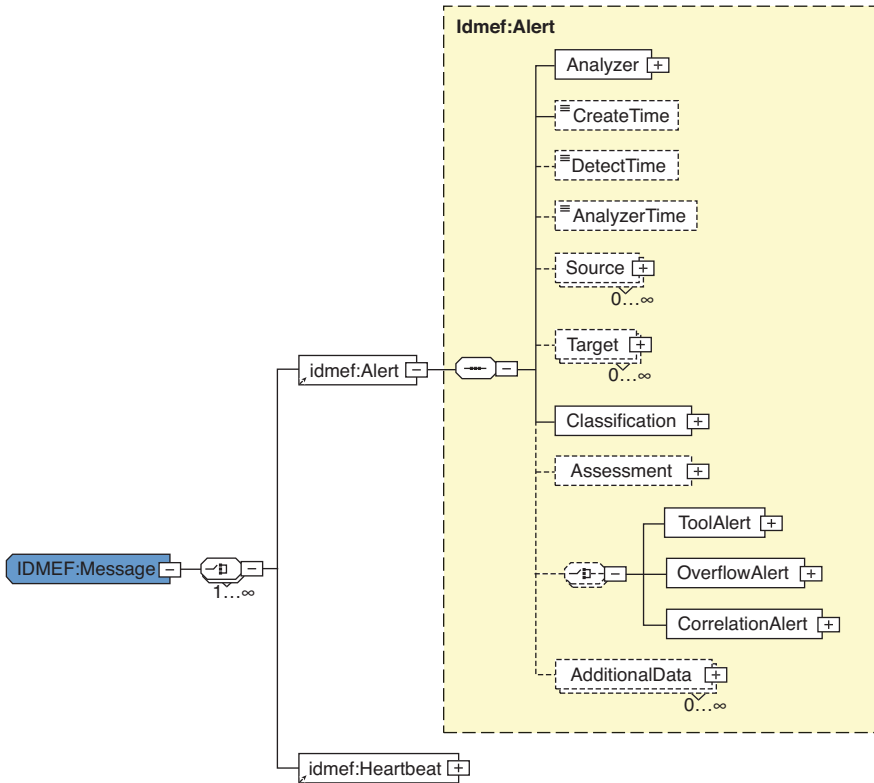 Idmef:Alert
Analyzer
CreateTime
DetectTime
AnalyzerTime
Source
0...∞
Target
0...∞
idmef:Alert
Classification
Assessment
ToolAlert
IDMEF:Message
1...∞
OverflowAlert
CorrelationAlert
AdditionalData
0...∞
idmef:Heartbeat